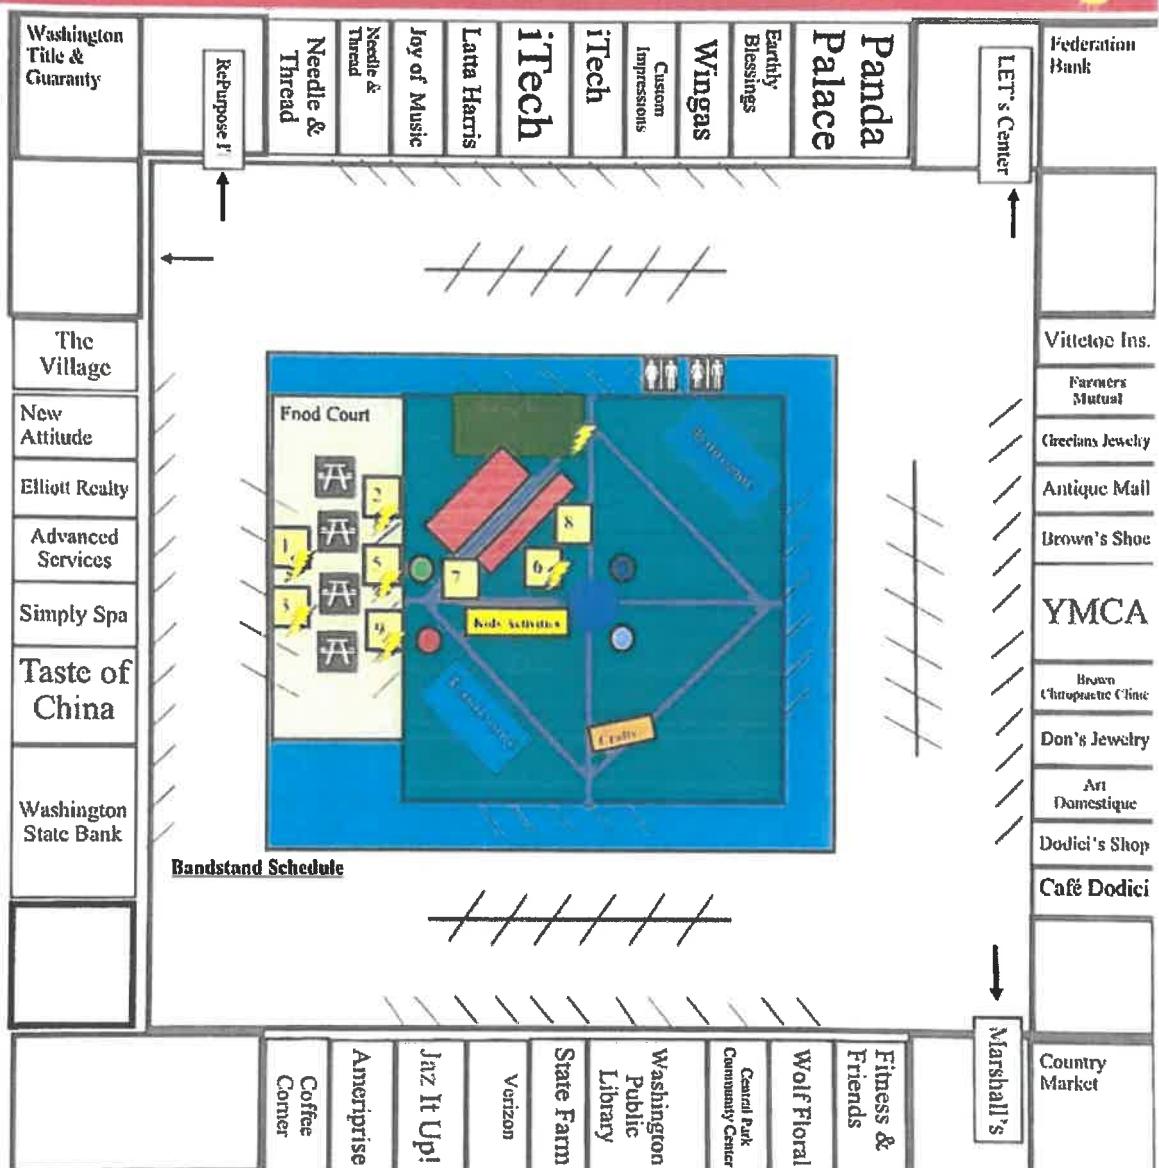 Washington
Title &
Guaranty
RePurpose I'
Needle &
Thread
Needle &
Thread
Joy of Music
Latta Harris
iTech
iTech
Custom
Impressions
Wingas
Earthly
Blessings
Panda
Palace
LET's Center
Federation
Bank
The
Village
New
Attitude
Elliott Realty
Advanced
Services
Simply Spa
Taste of
China
Washington
State Bank
Food Court
1
2
3
5
9
7
6
8
Kids Activities
Crafts
Bandstand Schedule
Vittetoe Ins.
Farmers
Mutual
Grecians Jewelry
Antique Mall
Brown's Shoe
YMCA
Brown
Chiropractic Clinic
Don's Jewelry
Art
Domestique
Dodici's Shop
Café Dodici
Coffee
Corner
Ameriprise
Jaz It Up!
Verizon
State Farm
Washington
Public
Library
Central Park
Community Center
Wolf Floral
Fitness &
Friends
Marshall's
Country
Market